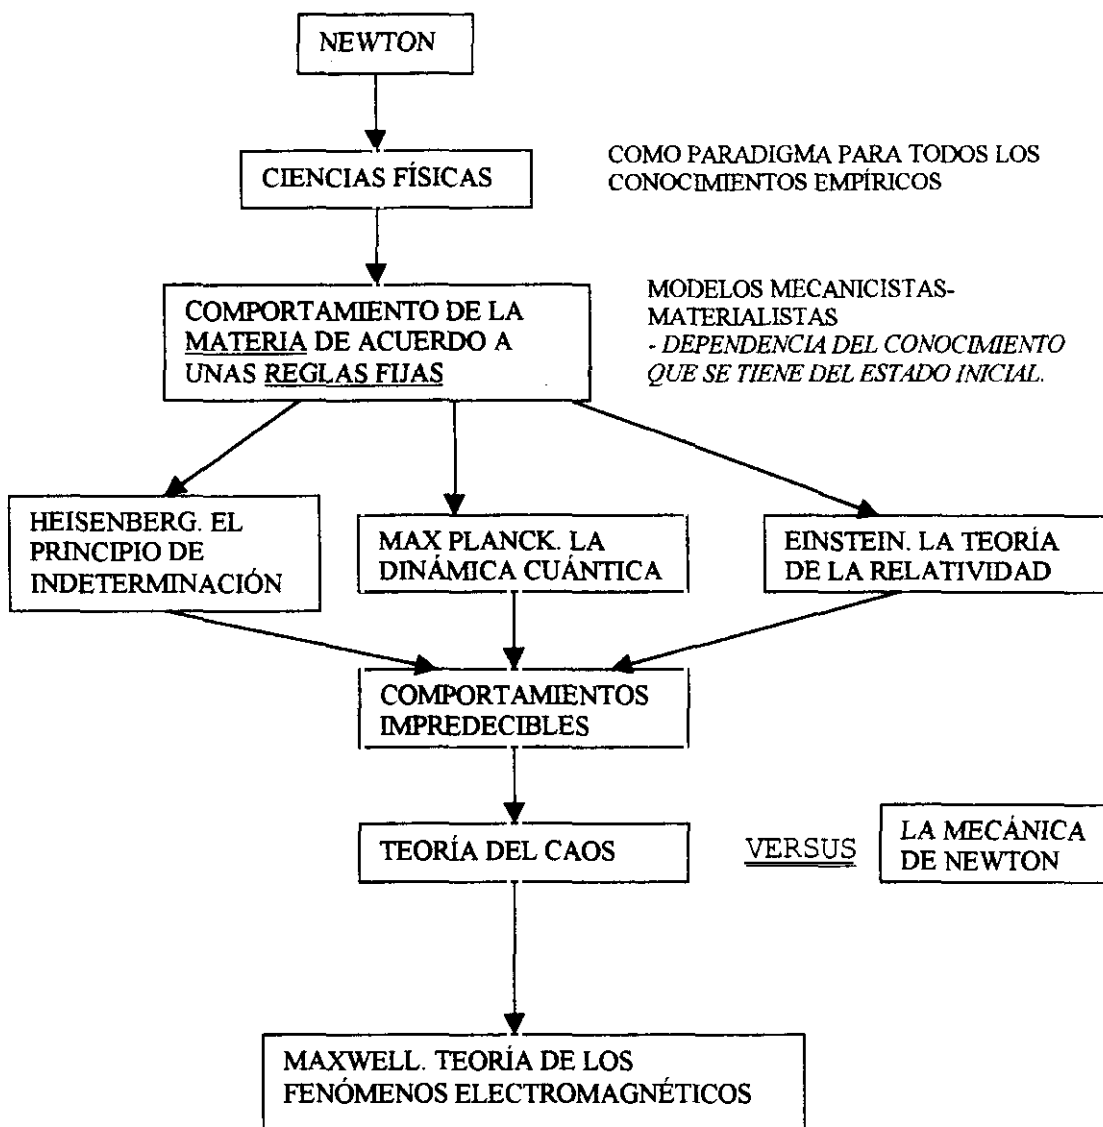 NEWTON
CIENCIAS FÍSICAS
COMO PARADIGMA PARA TODOS LOS
CONOCIMIENTOS EMPÍRICOS
COMPORTAMIENTO DE LA
MATERIA DE ACUERDO A
UNAS REGLAS FIJAS
MODELOS MECANICISTAS-
MATERIALISTAS
- DEPENDENCIA DEL CONOCIMIENTO
QUE SE TIENE DEL ESTADO INICIAL.
HEISENBERG. EL
PRINCIPIO DE
INDETERMINACIÓN
MAX PLANCK. LA
DINÁMICA CUÁNTICA
EINSTEIN. LA TEORÍA
DE LA RELATIVIDAD
COMPORTAMIENTOS
IMPREDECIBLES
TEORÍA DEL CAOS
VERSUS
LA MECÁNICA
DE NEWTON
MAXWELL. TEORÍA DE LOS
FENÓMENOS ELECTROMAGNÉTICOS